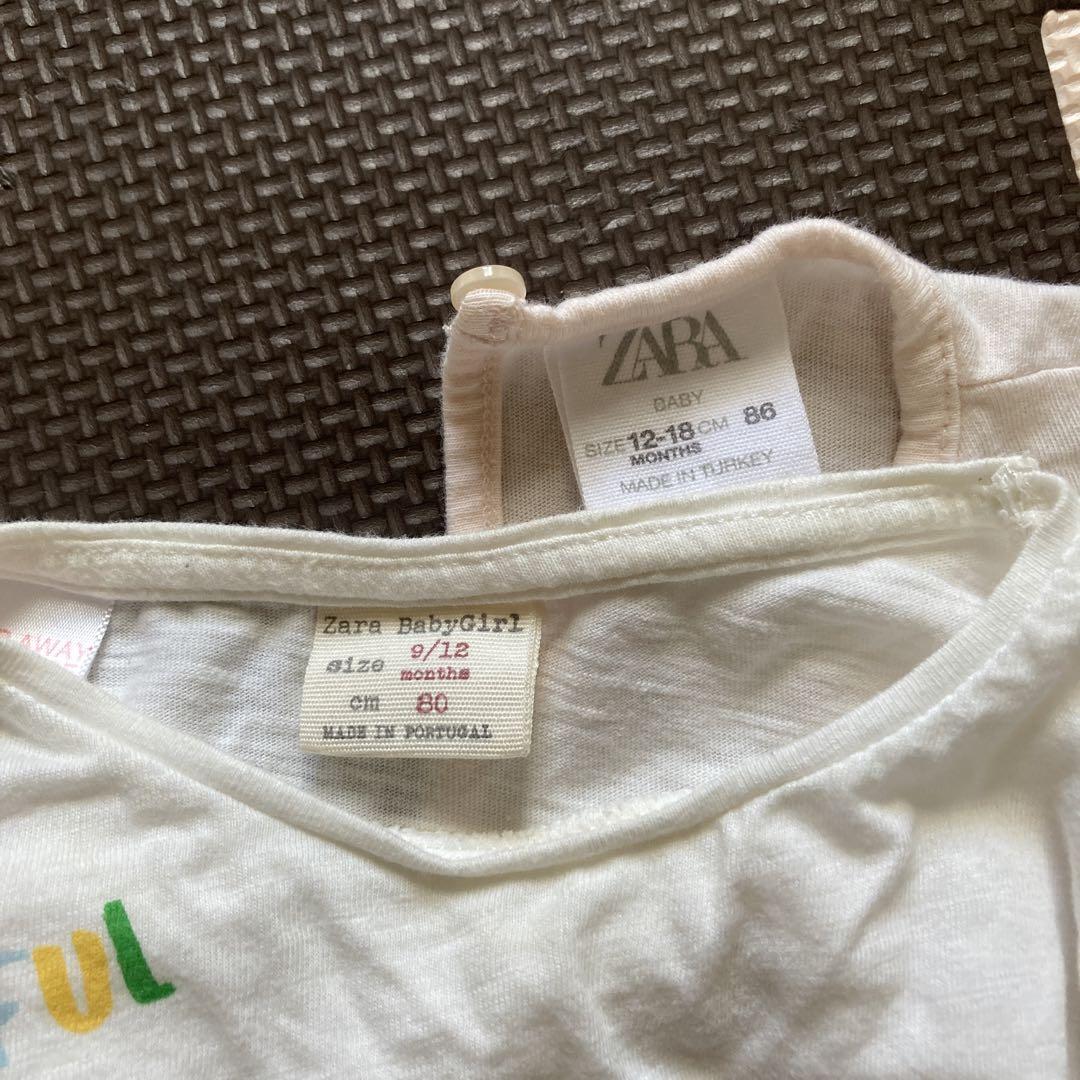 ZARA
BABY
SIZE 12-18 CM 86
MONTHS
MADE IN TURKEY
AWAY
Zara BabyGirl
size 9/12
months
cm 80
MADE IN PORTUGAL
FUL